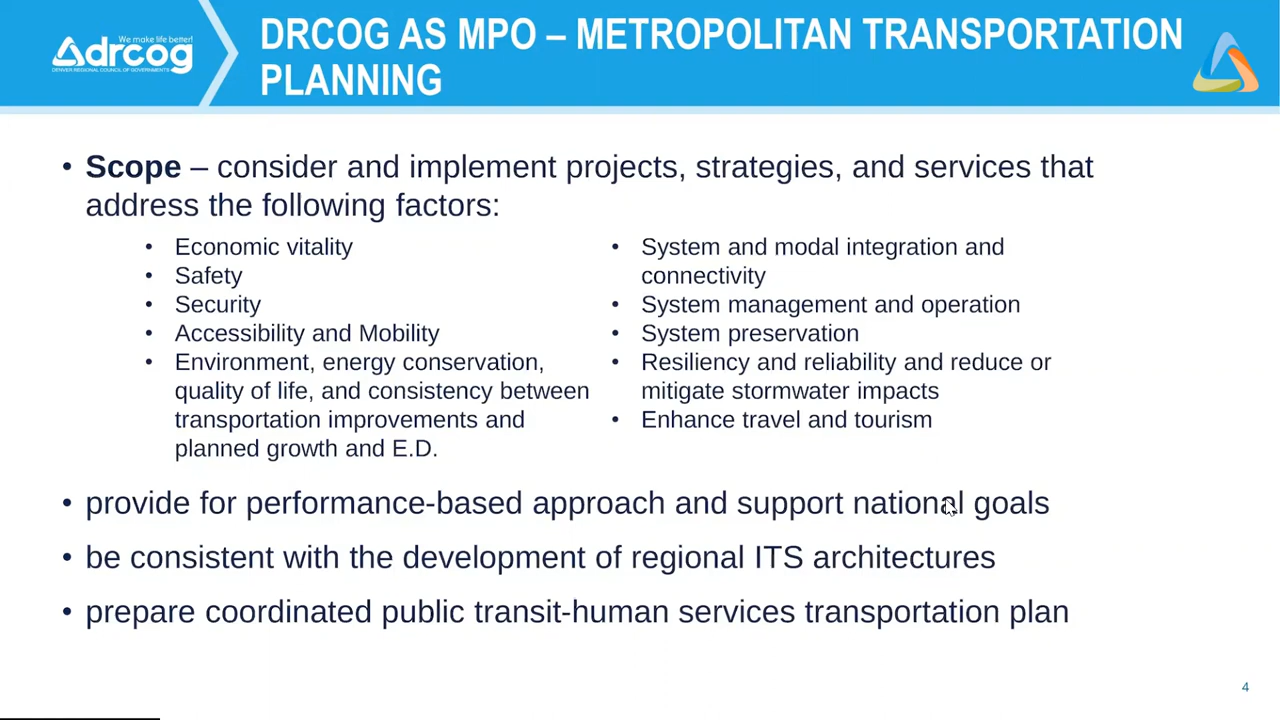 We make life better!
drcog
DENVER REGIONAL COUNCIL OF GOVERNMENTS
DRCOG AS MPO – METROPOLITAN TRANSPORTATION
PLANNING
• Scope – consider and implement projects, strategies, and services that
address the following factors:
• Economic vitality
• Safety
• Security
• Accessibility and Mobility
• Environment, energy conservation,
quality of life, and consistency between
transportation improvements and
planned growth and E.D.
• System and modal integration and
connectivity
• System management and operation
• System preservation
• Resiliency and reliability and reduce or
mitigate stormwater impacts
• Enhance travel and tourism
• provide for performance-based approach and support national goals
• be consistent with the development of regional ITS architectures
• prepare coordinated public transit-human services transportation plan
4